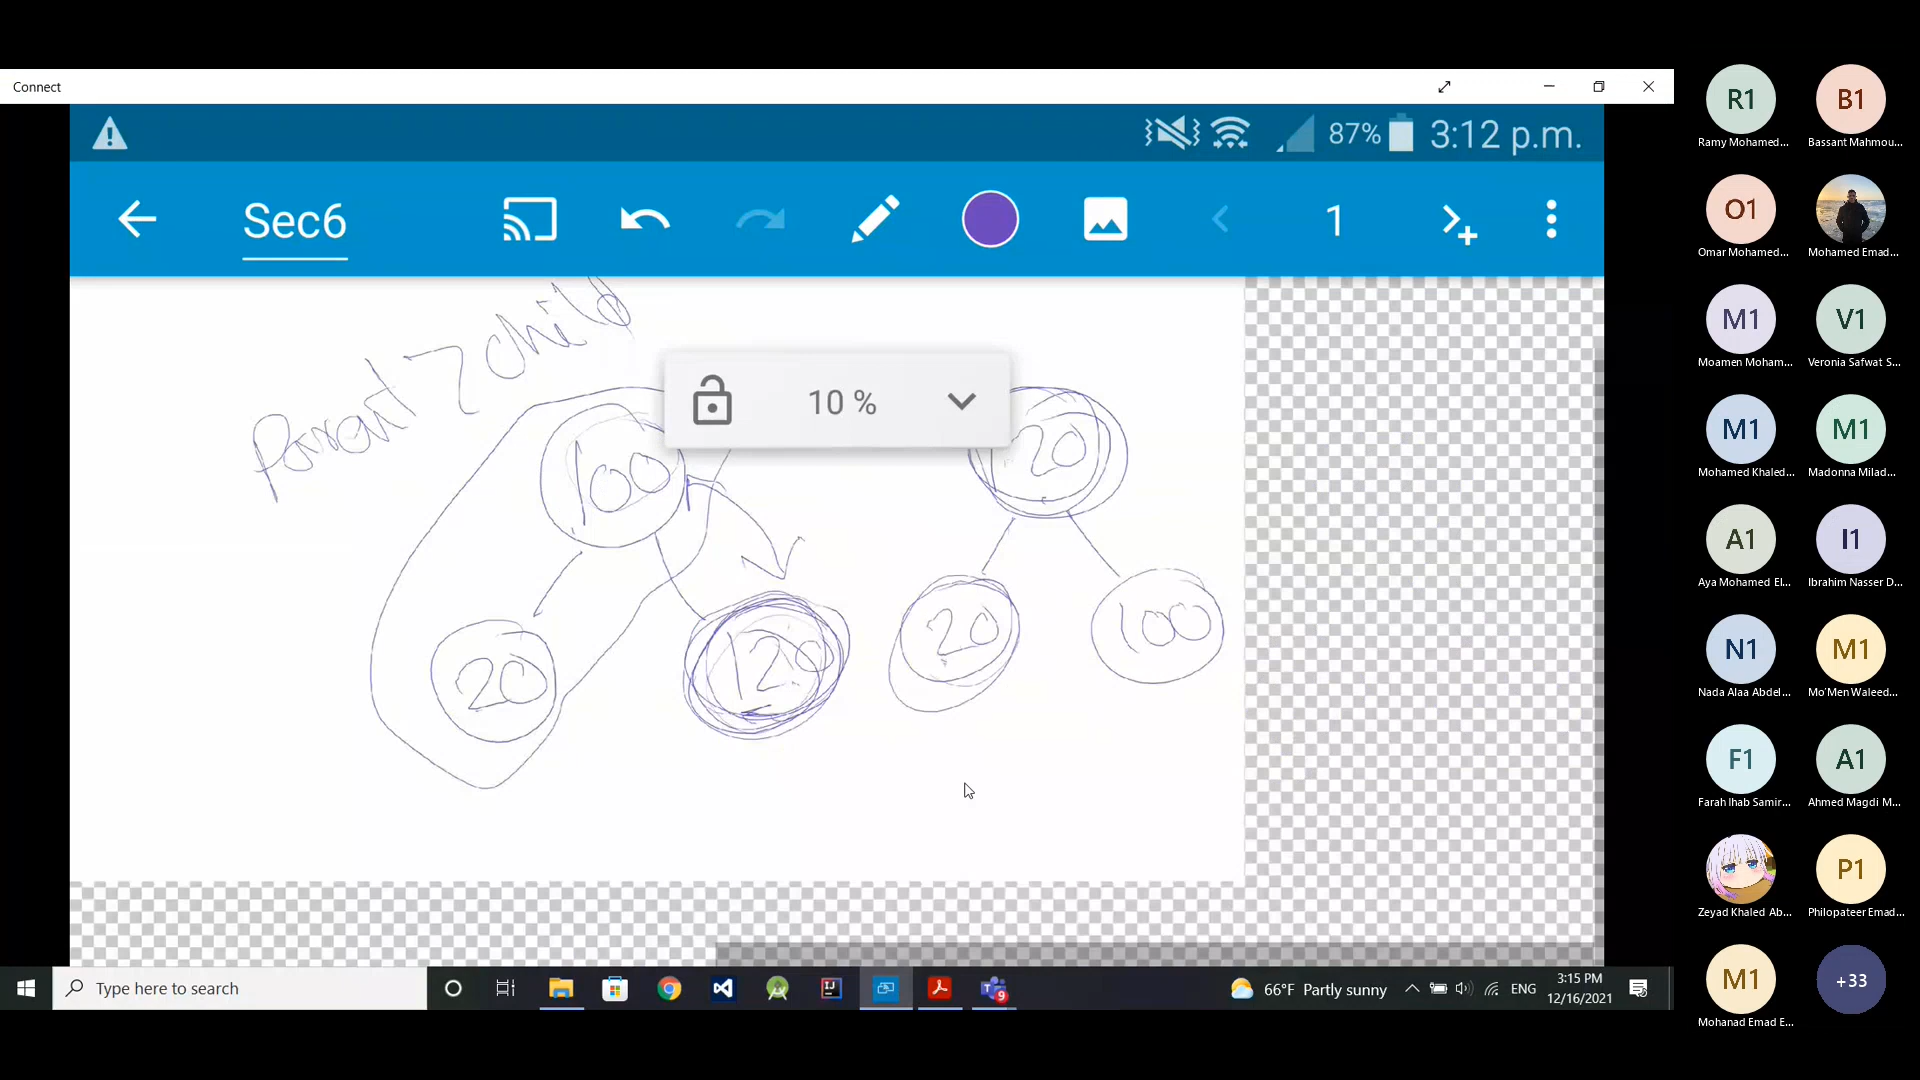 Connect
87% 3:12 p.m.
Sec6
1
Parent > child
10 %
100
20
20
120
20
100
R1
Ramy Mohamed...
B1
Bassant Mahmou...
O1
Omar Mohamed...
Mohamed Emad...
M1
Moamen Moham...
V1
Veronia Safwat S...
M1
Mohamed Khaled...
M1
Madonna Milad...
A1
Aya Mohamed El...
I1
Ibrahim Nasser D...
N1
Nada Alaa Abdel...
M1
Mo'Men Waleed...
F1
Farah Ihab Samir...
A1
Ahmed Magdi M...
Zeyad Khaled Ab...
P1
Philopateer Emad...
M1
Mohanad Emad E...
+33
Type here to search
9
66°F Partly sunny
ENG
3:15 PM
12/16/2021